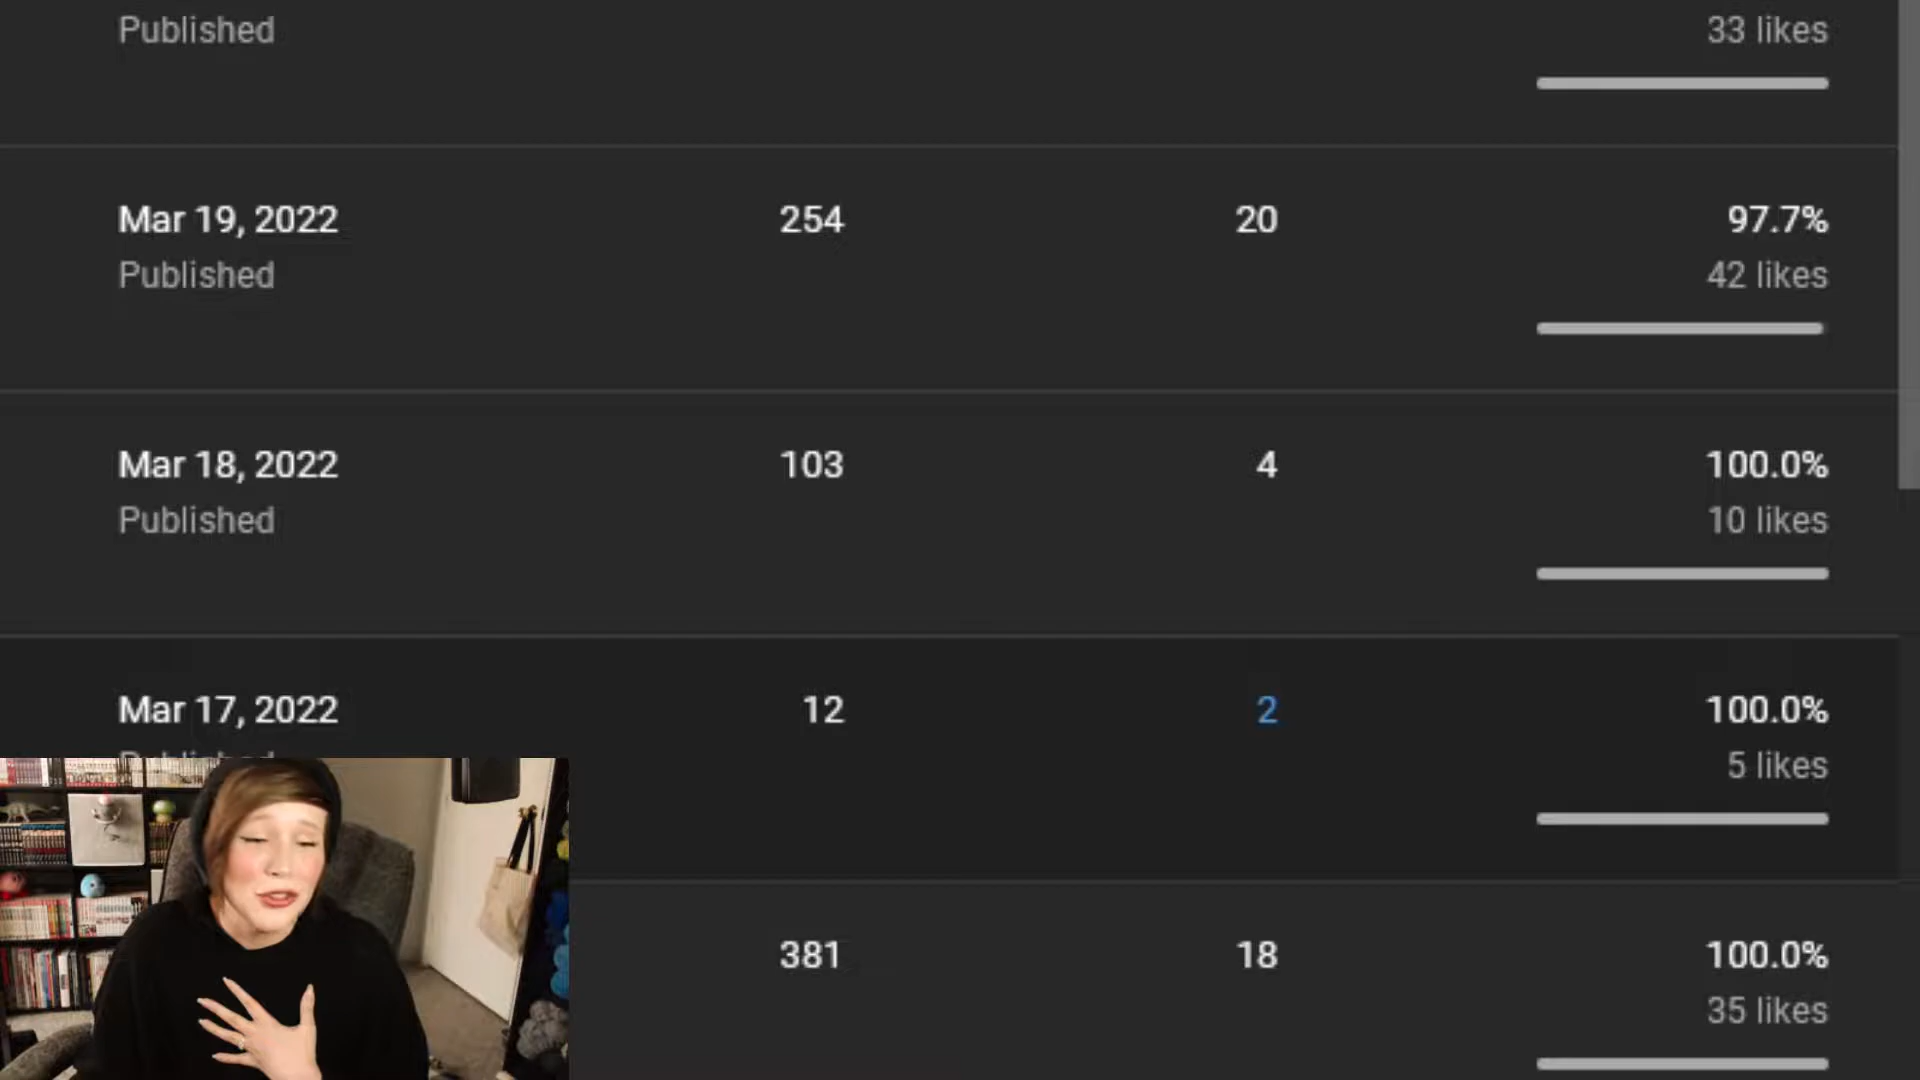 Published 33 likes
Mar 19, 2022 254 20 97.7%
Published 42 likes
Mar 18, 2022 103 4 100.0%
Published 10 likes
Mar 17, 2022 12 2 100.0%
Published 5 likes
381 18 100.0%
35 likes